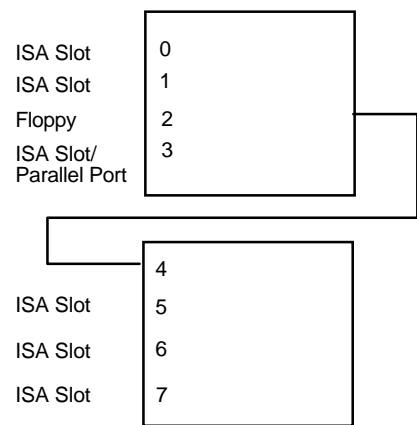 ISA Slot 0
ISA Slot 1
Floppy 2
ISA Slot/ 3
Parallel Port
4
ISA Slot 5
ISA Slot 6
ISA Slot 7